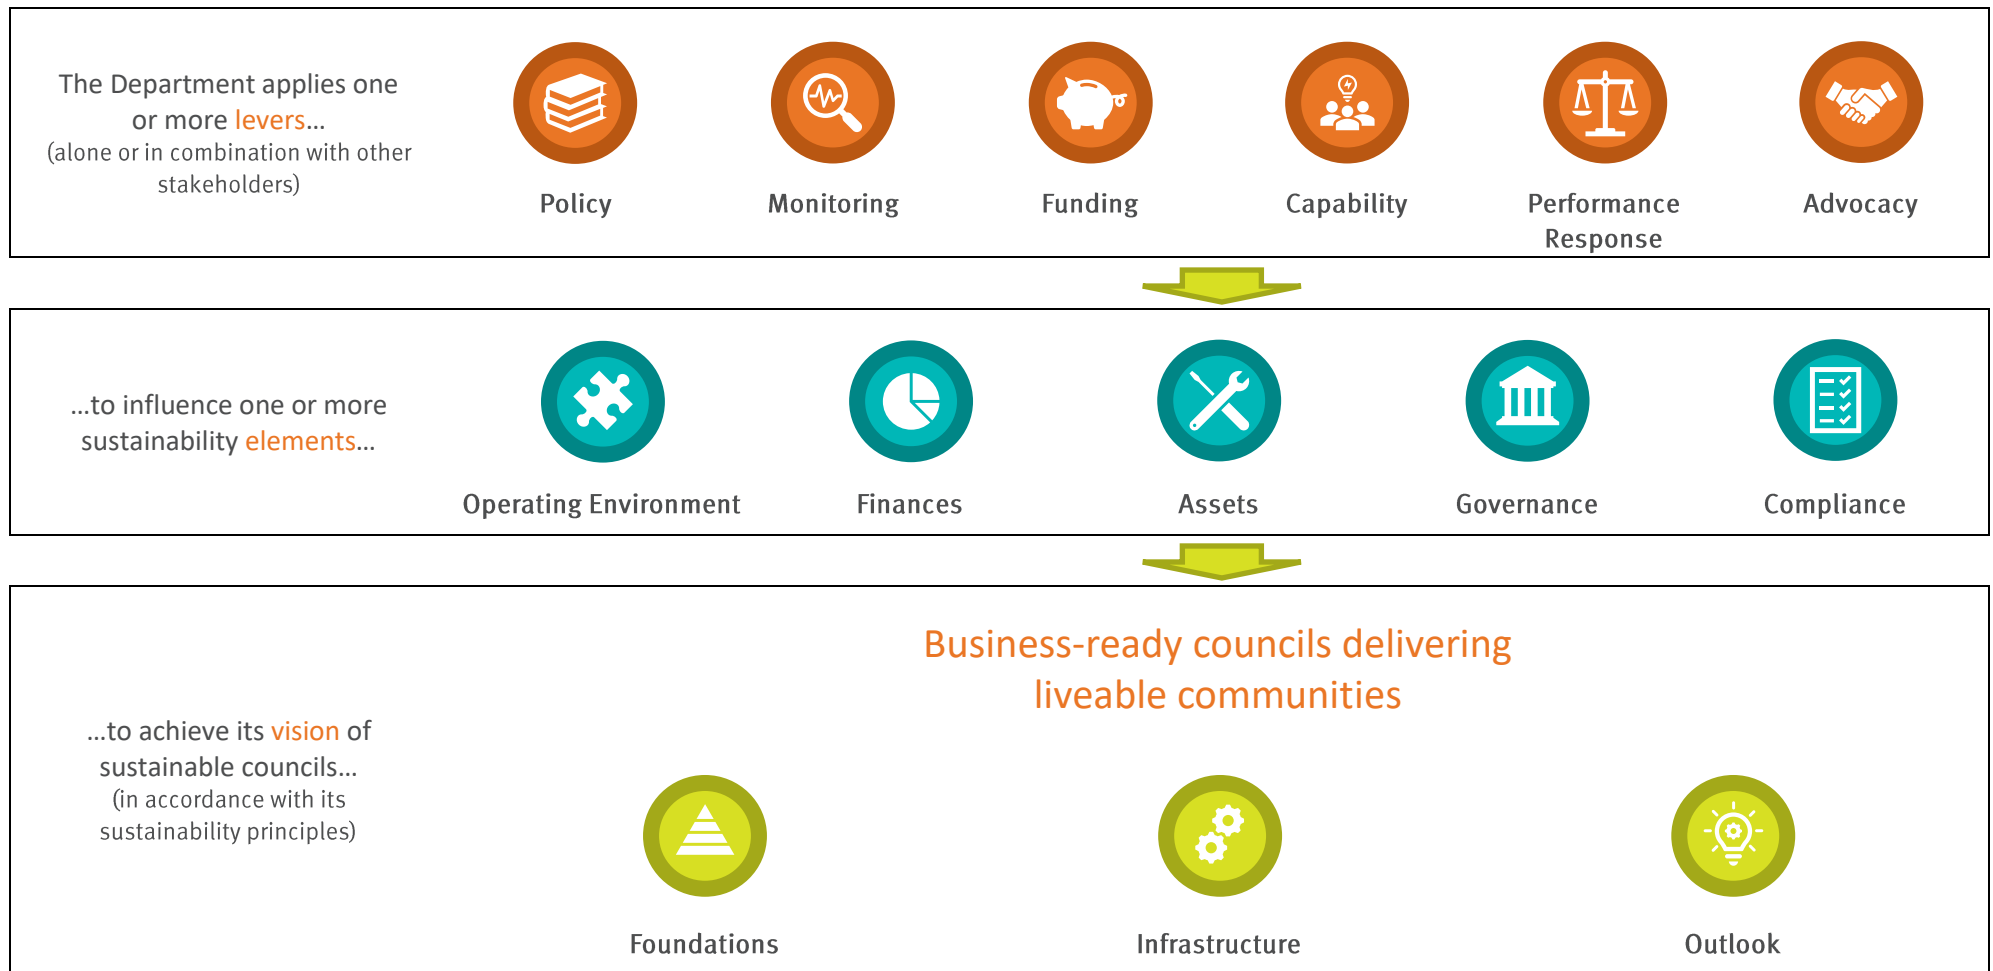 The Department applies one
or more levers...
(alone or in combination with other
stakeholders)
Policy
Monitoring
Funding
Capability
Performance
Response
Advocacy
...to influence one or more
sustainability elements...
Operating Environment
Finances
Assets
Governance
Compliance
Business-ready councils delivering
liveable communities
...to achieve its vision of
sustainable councils...
(in accordance with its
sustainability principles)
Foundations
Infrastructure
Outlook